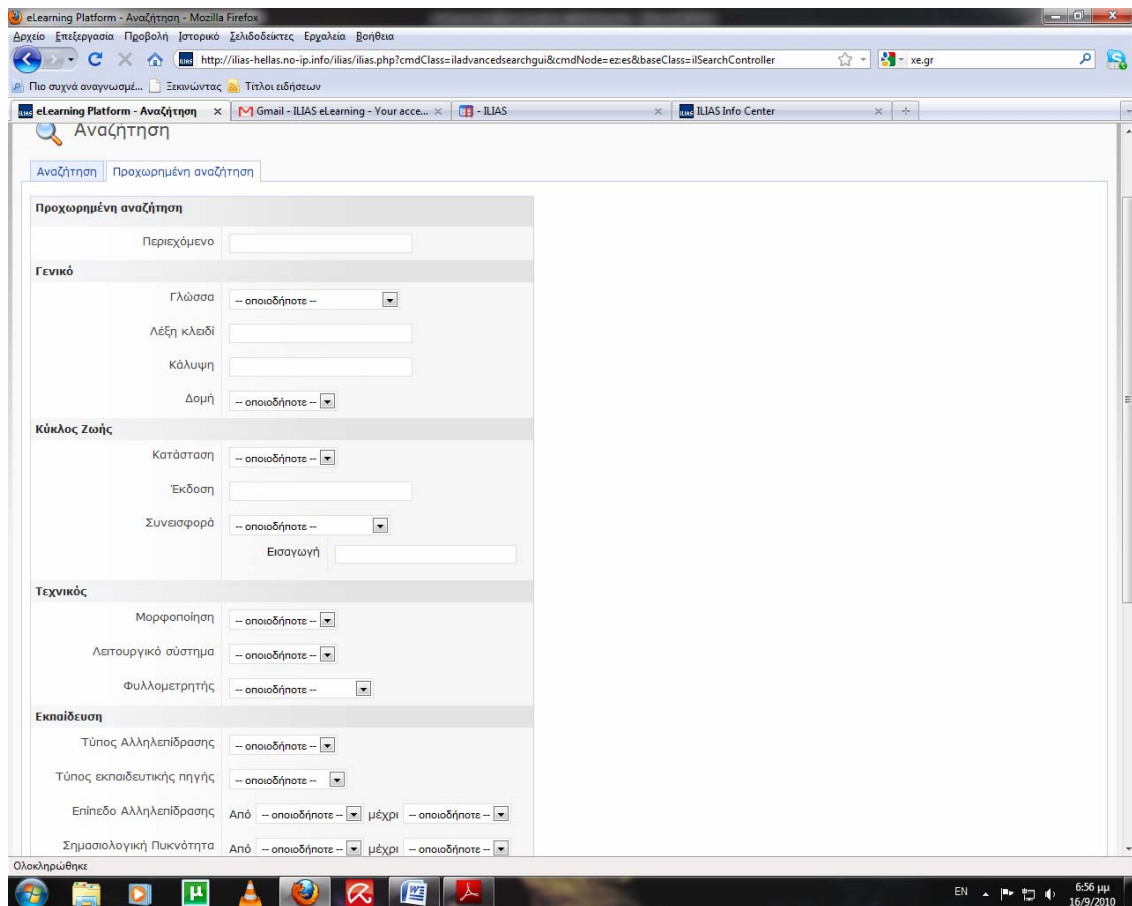 eLearning Platform - Αναζήτηση - Mozilla Firefox
Αρχείο Επεξεργασία Προβολή Ιστορικό Σελιδοδείκτες Εργαλεία Βοήθεια
http://ilias-hellas.no-ip.info/ilias/ilias.php?cmdClass=iladvancedsearchgui&cmdNode=ez:es&baseClass=ilSearchController xe.gr
Πιο συχνά αναγνωσμέ... Ξεκινώντας Τίτλοι ειδήσεων
eLearning Platform - Αναζήτηση Gmail - ILIAS eLearning - Your acce... - ILIAS ILIAS Info Center
Αναζήτηση
Αναζήτηση Προχωρημένη αναζήτηση
Προχωρημένη αναζήτηση
Περιεχόμενο
Γενικό
Γλώσσα -- οποιοδήποτε --
Λέξη κλειδί
Κάλυψη
Δομή -- οποιοδήποτε --
Κύκλος Ζωής
Κατάσταση -- οποιοδήποτε --
Έκδοση
Συνεισφορά -- οποιοδήποτε --
Εισαγωγή
Τεχνικός
Μορφοποίηση -- οποιοδήποτε --
Λειτουργικό σύστημα -- οποιοδήποτε --
Φυλλομετρητής -- οποιοδήποτε --
Εκπαίδευση
Τύπος Αλληλεπίδρασης -- οποιοδήποτε --
Τύπος εκπαιδευτικής πηγής -- οποιοδήποτε --
Επίπεδο Αλληλεπίδρασης Από -- οποιοδήποτε -- μέχρι -- οποιοδήποτε --
Σημασιολογική Πυκνότητα Από -- οποιοδήποτε -- μέχρι -- οποιοδήποτε --
Ολοκληρώθηκε
EN 6:56 μμ
16/9/2010